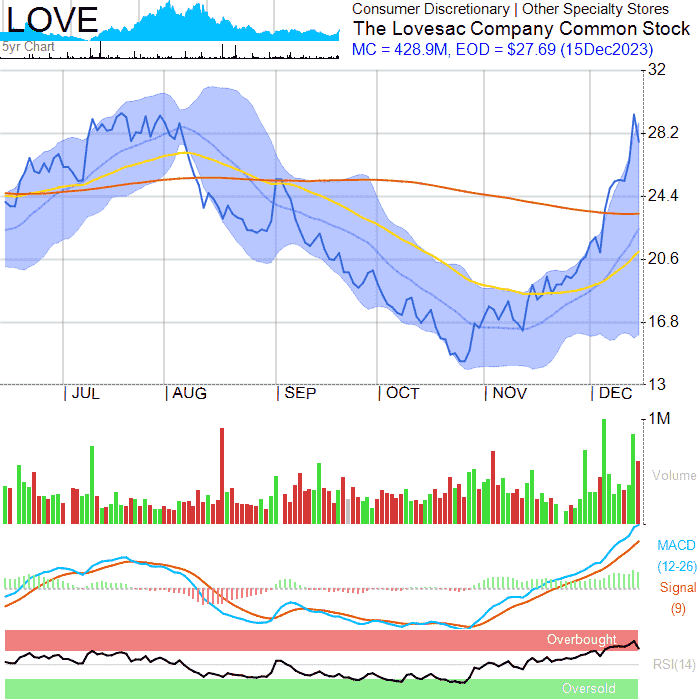 LOVE
5yr Chart
Consumer Discretionary | Other Specialty Stores
The Lovesac Company Common Stock
MC = 428.9M, EOD = $27.69 (15Dec2023)
32
28.2
24.4
20.6
16.8
13
JUL AUG SEP OCT NOV DEC
1M
Volume
MACD
(12-26)
Signal
(9)
Overbought
RSI(14)
Oversold